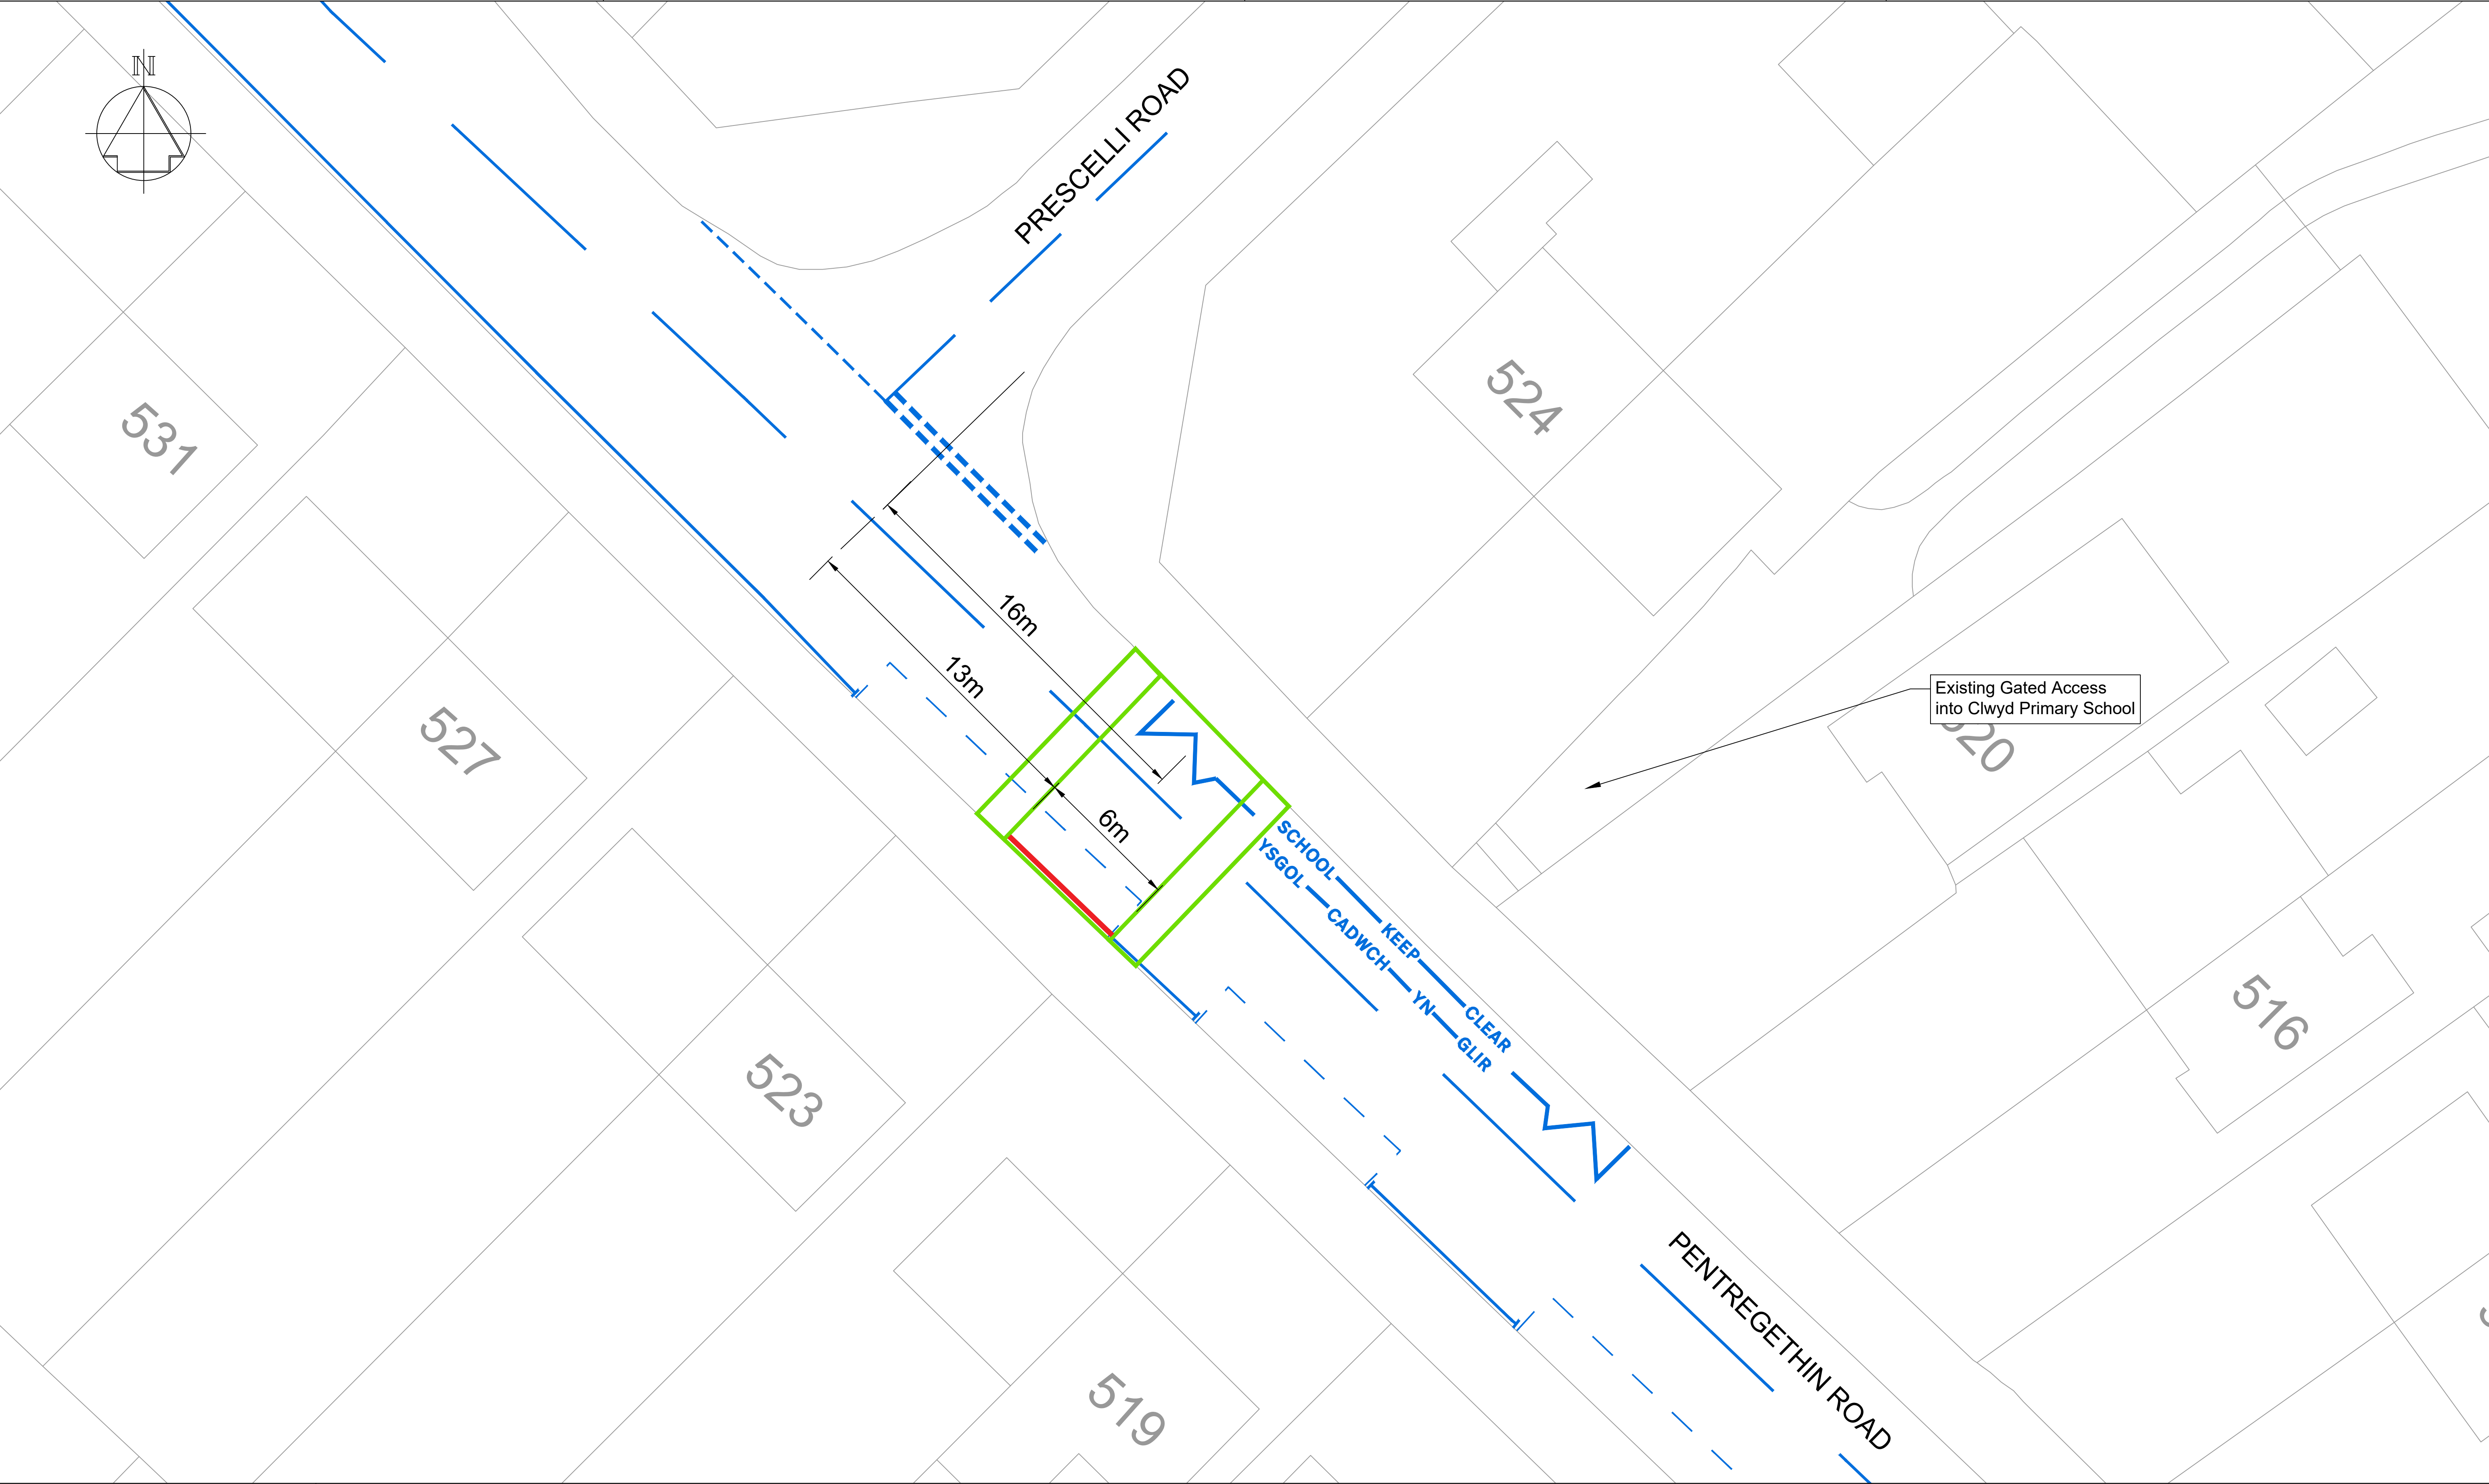 N
PRESCELLI ROAD
524
531
16m
13m
Existing Gated Access
into Clwyd Primary School
527
6m
SCHOOL KEEP CLEAR
YSGOL CADWCH YN GLIR
516
523
PENTREGETHIN ROAD
519